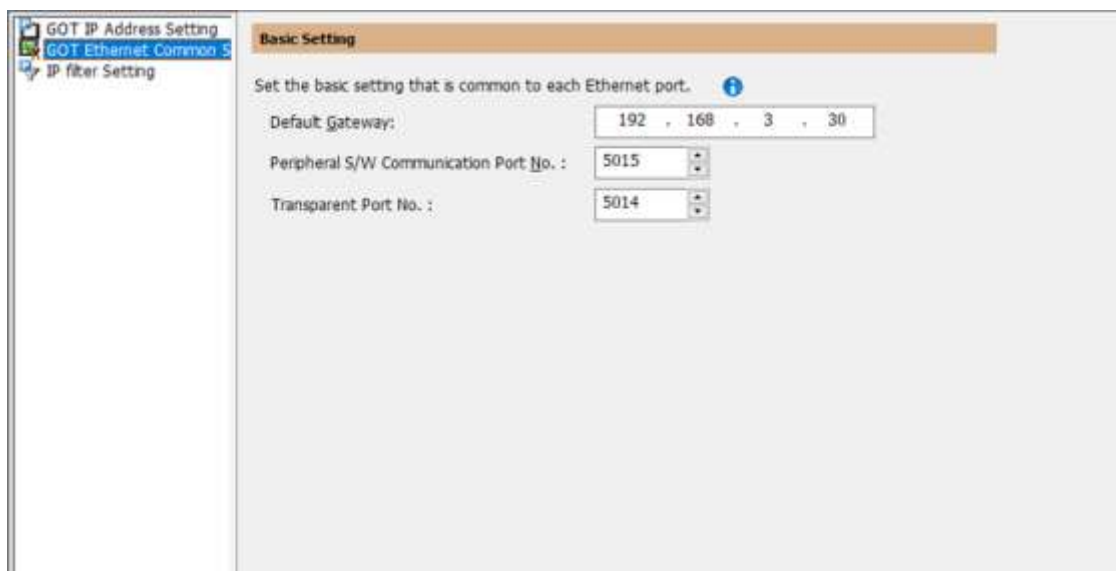 GOT IP Address Setting
GOT Ethernet Common S
IP filter Setting
Basic Setting
Set the basic setting that is common to each Ethernet port.
Default Gateway: 192 . 168 . 3 . 30
Peripheral S/W Communication Port No. : 5015
Transparent Port No. : 5014